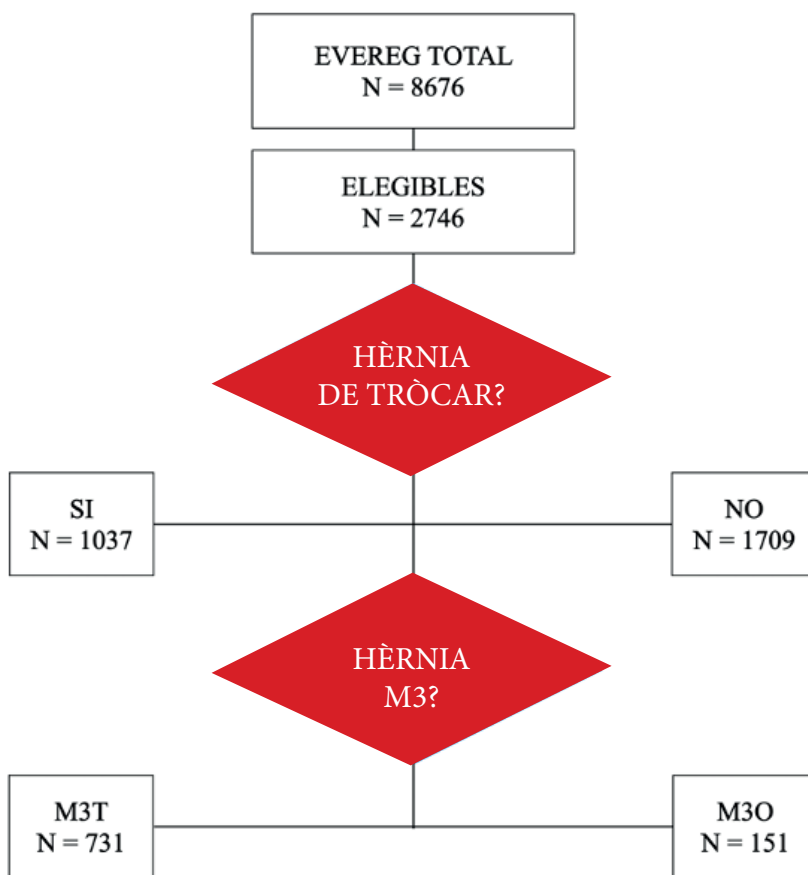 EVEREG TOTAL
N = 8676
ELEGIBLES
N = 2746
HÈRNIA
DE TRÒCAR?
SI
N = 1037
NO
N = 1709
HÈRNIA
M3?
M3T
N = 731
M3O
N = 151